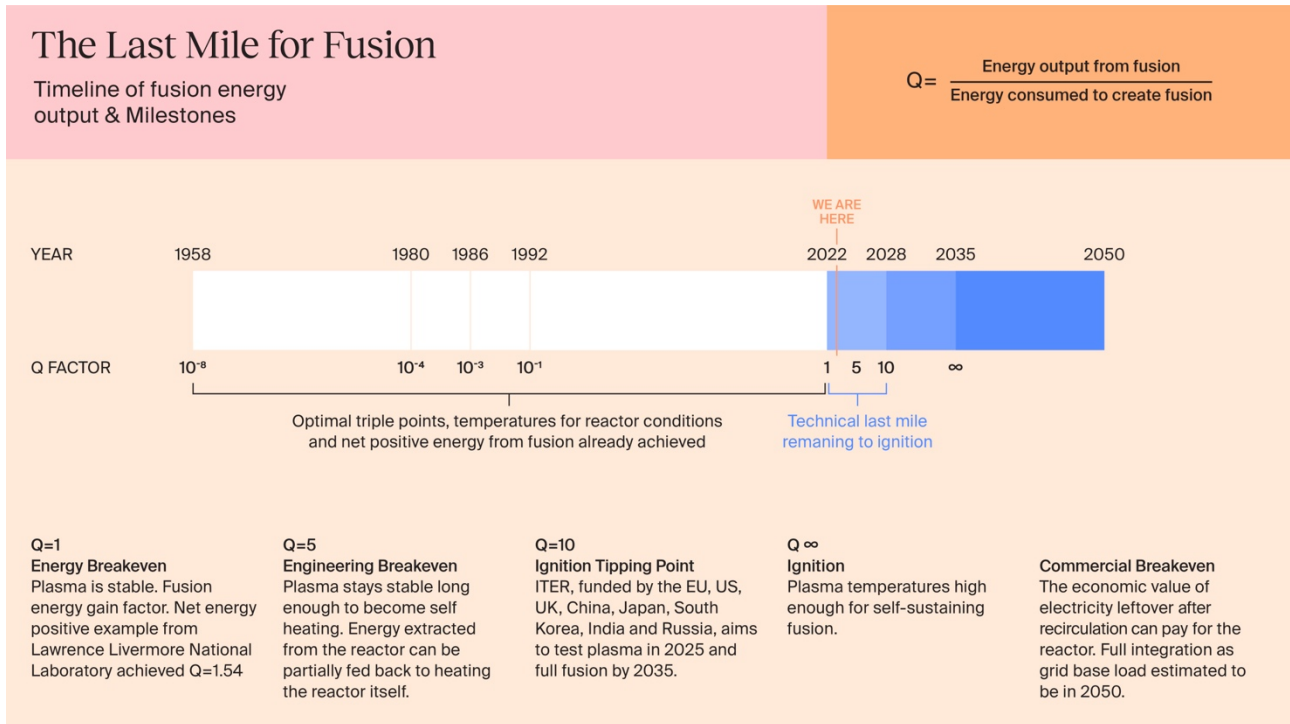 The Last Mile for Fusion
Timeline of fusion energy
output & Milestones
Q= Energy output from fusion
Energy consumed to create fusion
WE ARE
HERE
YEAR 1958 1980 1986 1992 2022 2028 2035 2050
Q FACTOR 10⁻⁸ 10⁻⁴ 10⁻³ 10⁻¹ 1 5 10 ∞
Optimal triple points, temperatures for reactor conditions
and net positive energy from fusion already achieved
Technical last mile
remaning to ignition
Q=1
Energy Breakeven
Plasma is stable. Fusion
energy gain factor. Net energy
positive example from
Lawrence Livermore National
Laboratory achieved Q=1.54
Q=5
Engineering Breakeven
Plasma stays stable long
enough to become self
heating. Energy extracted
from the reactor can be
partially fed back to heating
the reactor itself.
Q=10
Ignition Tipping Point
ITER, funded by the EU, US,
UK, China, Japan, South
Korea, India and Russia, aims
to test plasma in 2025 and
full fusion by 2035.
Q ∞
Ignition
Plasma temperatures high
enough for self-sustaining
fusion.
Commercial Breakeven
The economic value of
electricity leftover after
recirculation can pay for the
reactor. Full integration as
grid base load estimated to
be in 2050.